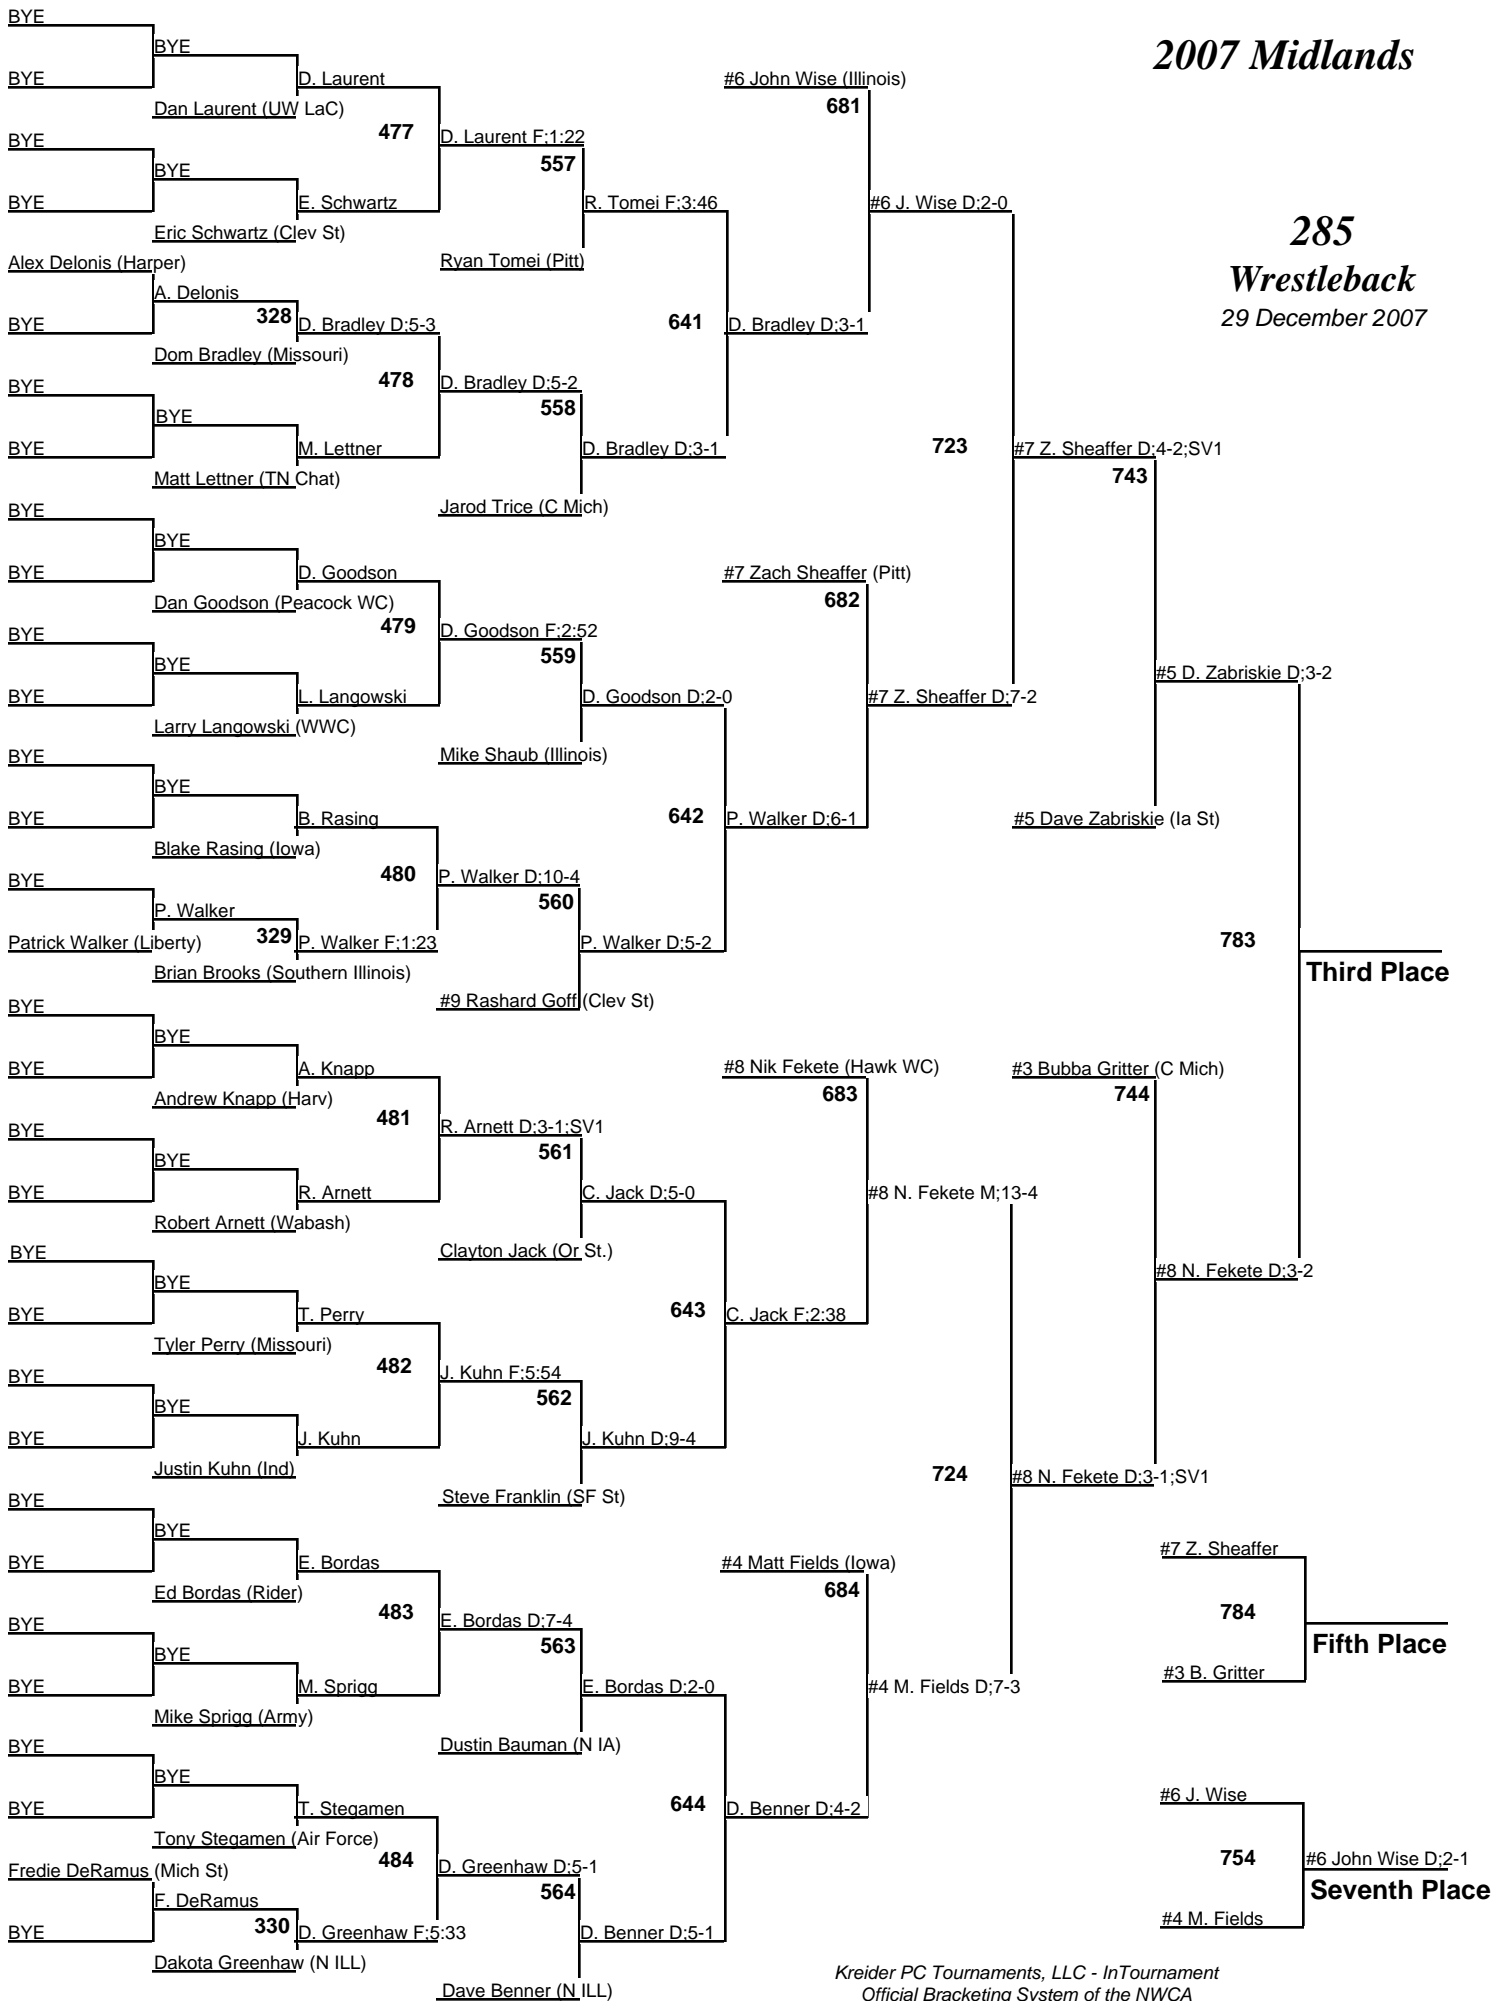 BYE
2007 Midlands
BYE
BYE
D. Laurent
#6 John Wise (Illinois)
Dan Laurent (UW LaC)
681
477
BYE
D. Laurent F;1:22
557
BYE
BYE
E. Schwartz
R. Tomei F;3:46
#6 J. Wise D;2-0
285
Eric Schwartz (Clev St)
Alex Delonis (Harper)
Ryan Tomei (Pitt)
Wrestleback
A. Delonis
328
BYE
D. Bradley D;5-3
641
D. Bradley D;3-1
29 December 2007
Dom Bradley (Missouri)
478
BYE
D. Bradley D;5-2
558
BYE
BYE
M. Lettner
D. Bradley D;3-1
723
#7 Z. Sheaffer D;4-2;SV1
743
Matt Lettner (TN Chat)
Jarod Trice (C Mich)
BYE
BYE
BYE
D. Goodson
#7 Zach Sheaffer (Pitt)
Dan Goodson (Peacock WC)
682
479
BYE
D. Goodson F;2:52
559
BYE
#5 D. Zabriskie D;3-2
BYE
L. Langowski
D. Goodson D;2-0
#7 Z. Sheaffer D;7-2
Larry Langowski (WWC)
BYE
Mike Shaub (Illinois)
BYE
BYE
B. Rasing
642
P. Walker D;6-1
#5 Dave Zabriskie (Ia St)
Blake Rasing (Iowa)
480
BYE
P. Walker D;10-4
560
P. Walker
Patrick Walker (Liberty)
329
P. Walker F;1:23
P. Walker D;5-2
783
Third Place
Brian Brooks (Southern Illinois)
BYE
#9 Rashard Goff (Clev St)
BYE
BYE
A. Knapp
#8 Nik Fekete (Hawk WC)
#3 Bubba Gritter (C Mich)
Andrew Knapp (Harv)
683
744
481
BYE
R. Arnett D;3-1;SV1
561
BYE
BYE
R. Arnett
C. Jack D;5-0
#8 N. Fekete M;13-4
Robert Arnett (Wabash)
BYE
Clayton Jack (Or St.)
#8 N. Fekete D;3-2
BYE
BYE
T. Perry
643
C. Jack F;2:38
Tyler Perry (Missouri)
482
BYE
J. Kuhn F;5:54
562
BYE
BYE
J. Kuhn
J. Kuhn D;9-4
Justin Kuhn (Ind)
724
#8 N. Fekete D;3-1;SV1
BYE
Steve Franklin (SF St)
BYE
BYE
E. Bordas
#4 Matt Fields (Iowa)
#7 Z. Sheaffer
Ed Bordas (Rider)
684
483
784
BYE
E. Bordas D;7-4
563
Fifth Place
BYE
BYE
M. Sprigg
E. Bordas D;2-0
#4 M. Fields D;7-3
#3 B. Gritter
Mike Sprigg (Army)
BYE
Dustin Bauman (N IA)
BYE
BYE
T. Stegamen
644
D. Benner D;4-2
#6 J. Wise
Tony Stegamen (Air Force)
484
754
#6 John Wise D;2-1
Fredie DeRamus (Mich St)
D. Greenhaw D;5-1
564
Seventh Place
F. DeRamus
330
BYE
D. Greenhaw F;5:33
D. Benner D;5-1
#4 M. Fields
Dakota Greenhaw (N ILL)
Dave Benner (N ILL)
Kreider PC Tournaments, LLC - InTournament
Official Bracketing System of the NWCA